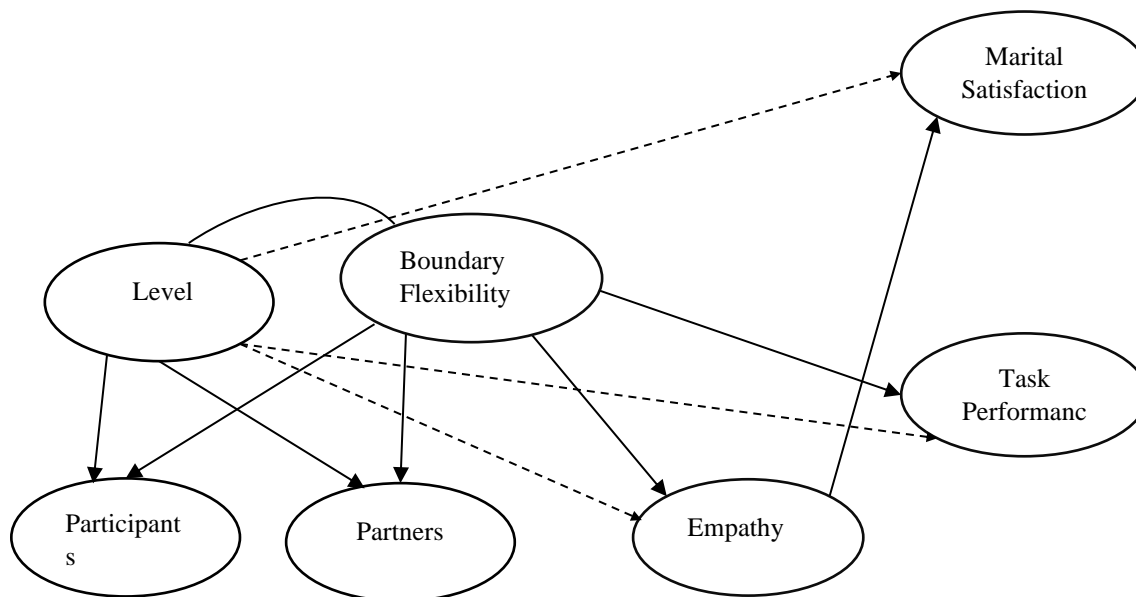 Marital
Satisfaction
Level
Boundary
Flexibility
Task
Performanc
Participant
s
Partners
Empathy